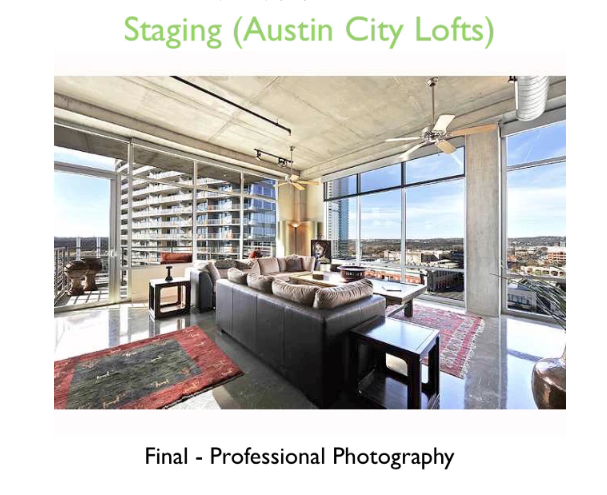 Staging (Austin City Lofts)
Final - Professional Photography